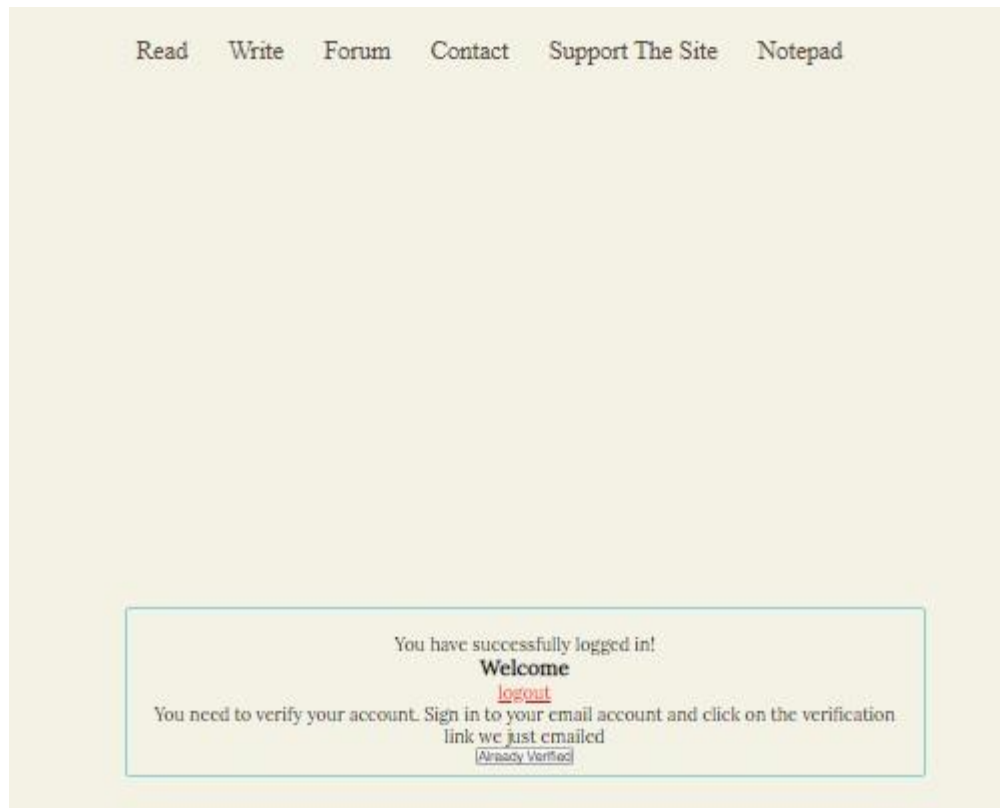 Read Write Forum Contact Support The Site Notepad
You have successfully logged in!
Welcome
logout
You need to verify your account. Sign in to your email account and click on the verification
link we just emailed
Already Verified